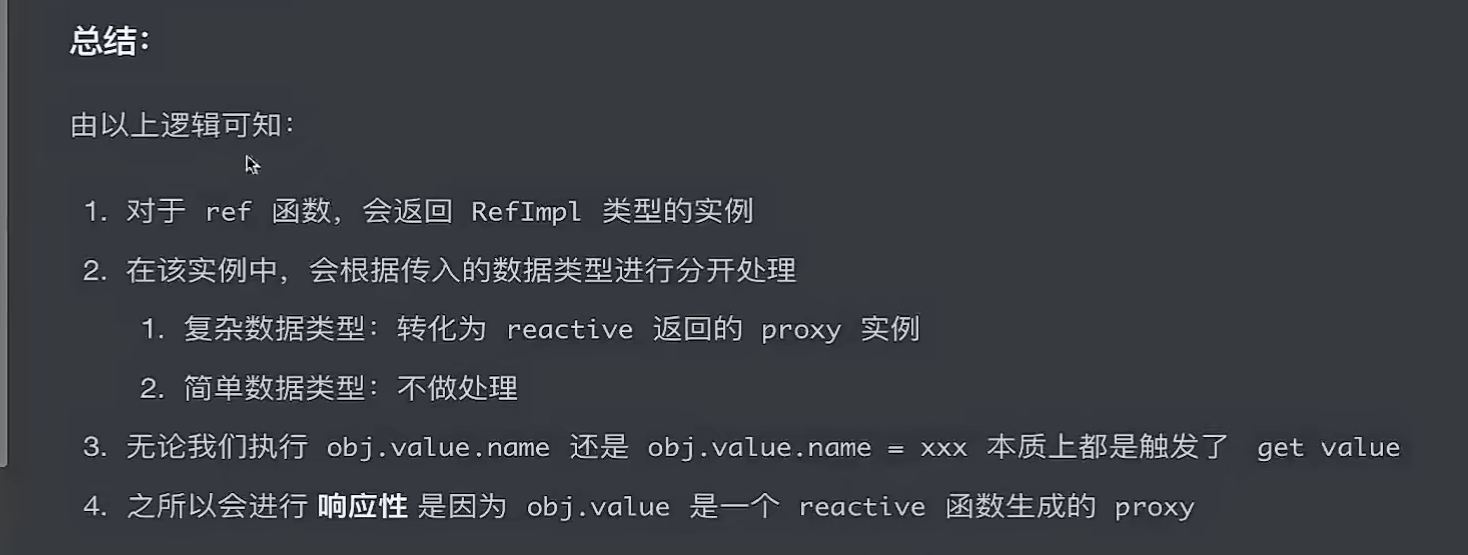 总结：
由以上逻辑可知：
1. 对于 ref 函数，会返回 RefImpl 类型的实例
2. 在该实例中，会根据传入的数据类型进行分开处理
1. 复杂数据类型：转化为 reactive 返回的 proxy 实例
2. 简单数据类型：不做处理
3. 无论我们执行 obj.value.name 还是 obj.value.name = xxx 本质上都是触发了 get value
4. 之所以会进行 响应性 是因为 obj.value 是一个 reactive 函数生成的 proxy